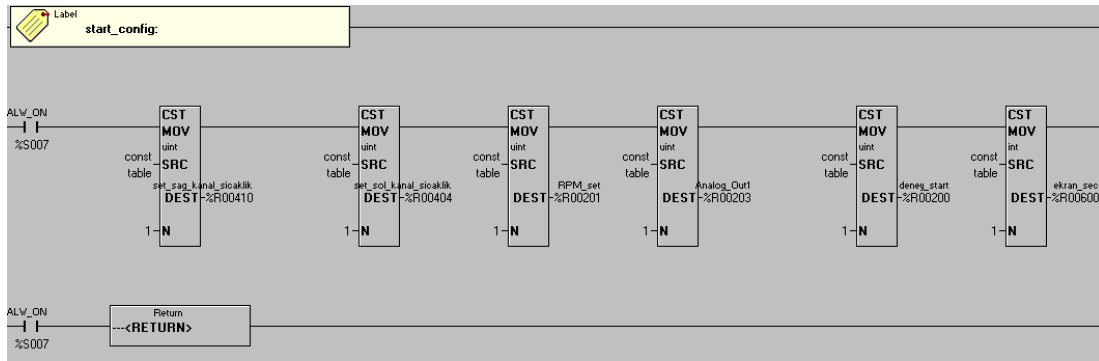 Label
start_config:
ALW_ON
%S007
CST MOV uint
const table SRC
set_sag_kanal_sicaklik
DEST %R00410
1 N
CST MOV uint
const table SRC
set_sol_kanal_sicaklik
DEST %R00404
1 N
CST MOV uint
const table SRC
RPM_set
DEST %R00201
1 N
CST MOV uint
const table SRC
Analog_Out1
DEST %R00203
1 N
CST MOV int
const table SRC
deney_start
DEST %R00200
1 N
CST MOV int
const table SRC
ekran_sec
DEST %R00600
1 N
ALW_ON
%S007
Return
---<RETURN>